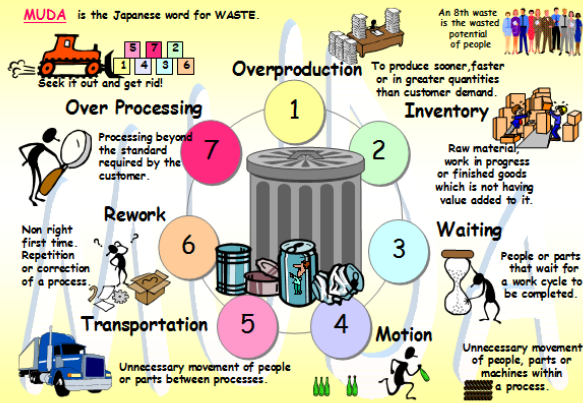 MUDA is the Japanese word for WASTE.
5 7 2
1 4 3 6
Seek it out and get rid!
An 8th waste
is the wasted
potential
of people
Overproduction
To produce sooner,faster
or in greater quantities
than customer demand.
1
Inventory
Raw material,
work in progress
or finished goods
which is not having
value added to it.
2
Waiting
People or parts
that wait for
a work cycle to
be completed.
3
Motion
Unnecessary movement
of people, parts or
machines within
a process.
4
Transportation
Unnecessary movement of people
or parts between processes.
5
Rework
Non right
first time.
Repetition
or correction
of a process
6
Over Processing
Processing beyond
the standard
required by the
customer.
7
MUDA